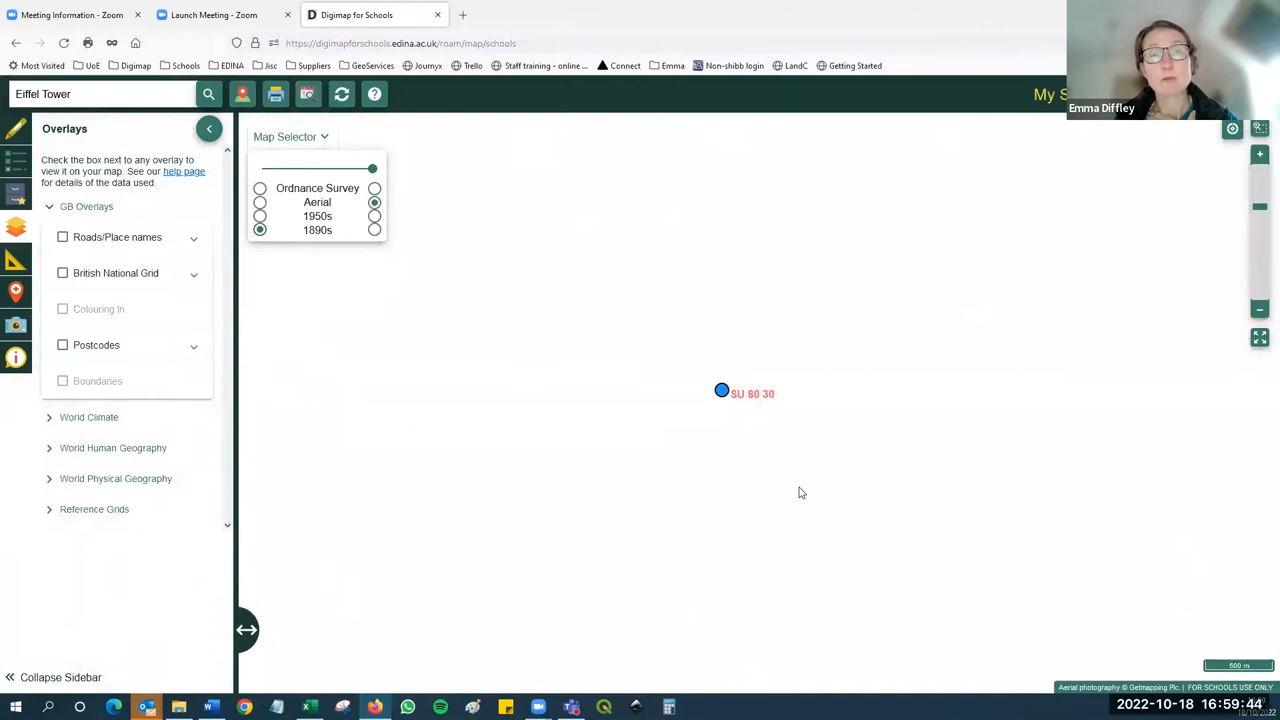 Meeting Information - Zoom
Launch Meeting - Zoom
Digimap for Schools
https://digimapforschools.edina.ac.uk/roam/map/schools
Most Visited UoE Digimap Schools EDINA Jisc Suppliers GeoServices Journyx Trello Staff training - online ... Connect Emma Non-shibb login LandC Getting Started
Emma Diffley
Eiffel Tower
My S
Overlays
Map Selector
Check the box next to any overlay to
view it on your map. See our help page
for details of the data used.
Ordnance Survey
Aerial
1950s
1890s
GB Overlays
Roads/Place names
British National Grid
Colouring In
Postcodes
Boundaries
SU 80 30
World Climate
World Human Geography
World Physical Geography
Reference Grids
500 m
Collapse Sidebar
Aerial photography © Getmapping Plc. | FOR SCHOOLS USE ONLY.
2022-10-18 16:59:44